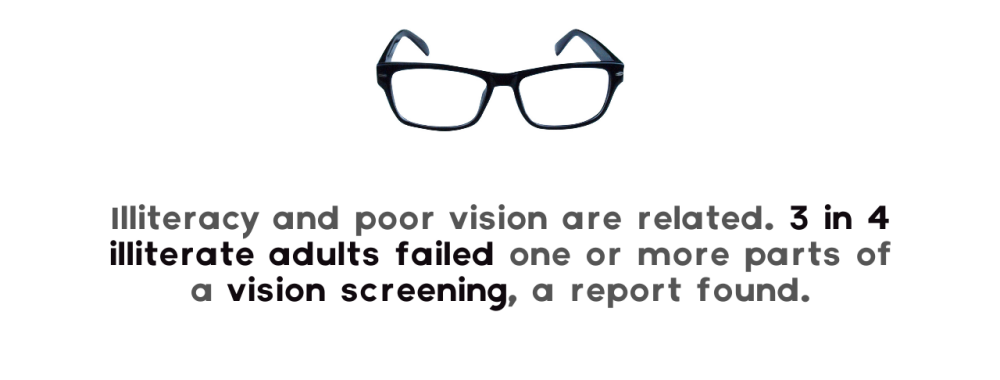 Illiteracy and poor vision are related. 3 in 4
illiterate adults failed one or more parts of
a vision screening, a report found.